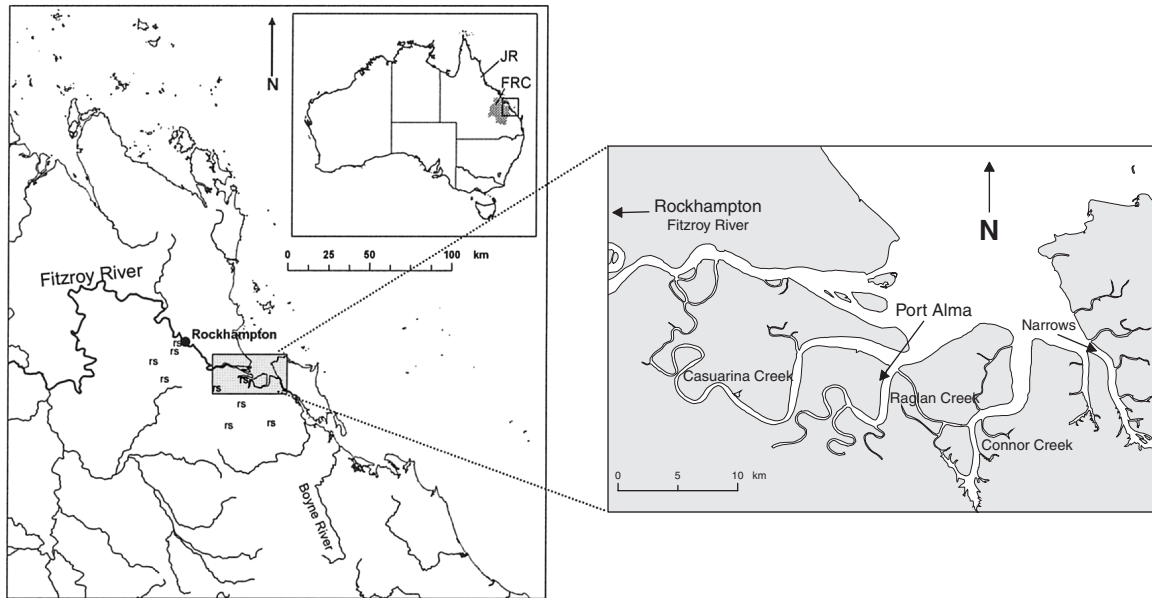 N
JR
FRC
0 25 50 100
km
Fitzroy River
Rockhampton
rs
rs
rs
rs
rs
rs
rs
rs
rs
Boyne River
Rockhampton
Fitzroy River
N
Port Alma
Narrows
Casuarina Creek
Raglan Creek
Connor Creek
0 5 10 km